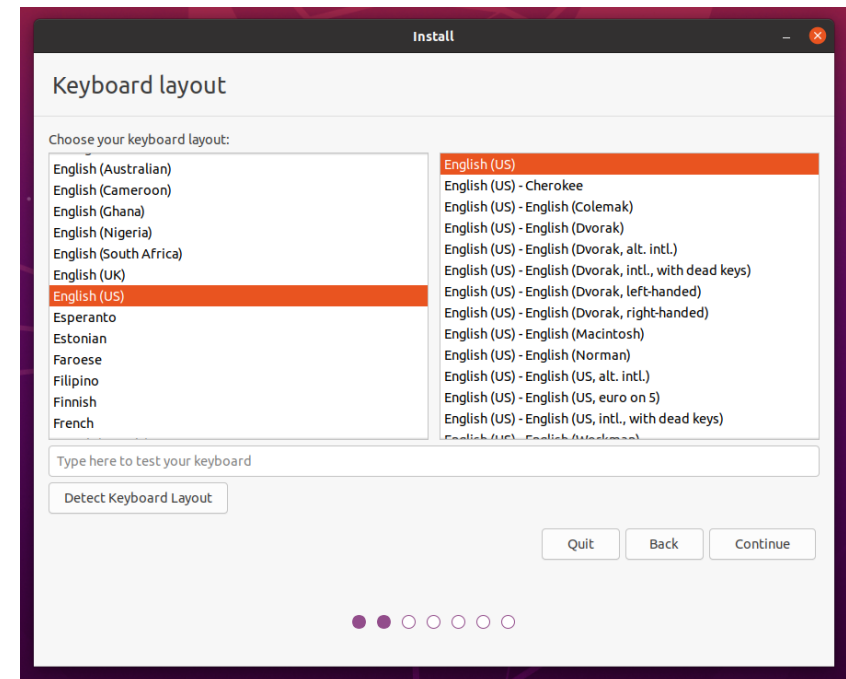 Install
Keyboard layout
Choose your keyboard layout:
English (Australian)
English (Cameroon)
English (Ghana)
English (Nigeria)
English (South Africa)
English (UK)
English (US)
Esperanto
Estonian
Faroese
Filipino
Finnish
French
English (US)
English (US) - Cherokee
English (US) - English (Colemak)
English (US) - English (Dvorak)
English (US) - English (Dvorak, alt. intl.)
English (US) - English (Dvorak, intl., with dead keys)
English (US) - English (Dvorak, left-handed)
English (US) - English (Dvorak, right-handed)
English (US) - English (Macintosh)
English (US) - English (Norman)
English (US) - English (US, alt. intl.)
English (US) - English (US, euro on 5)
English (US) - English (US, intl., with dead keys)
English (US) - English (Workman)
Type here to test your keyboard
Detect Keyboard Layout
Quit Back Continue